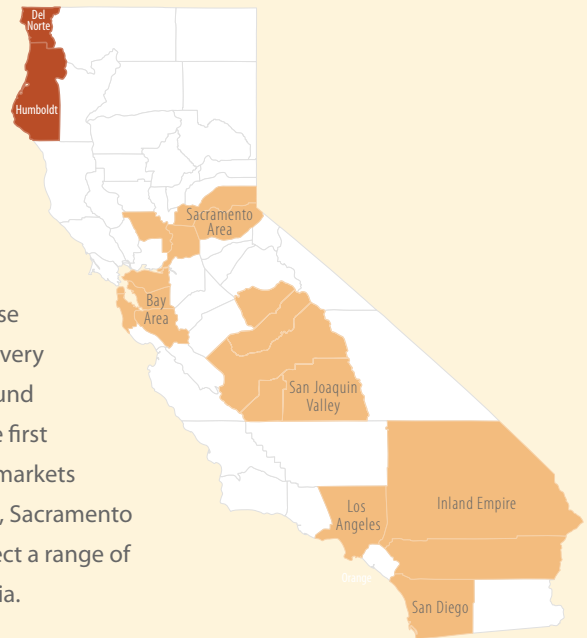 Del
Norte
Humboldt
Sacramento
Area
Bay
Area
San Joaquin
Valley
Los
Angeles
Inland Empire
Orange
San Diego
se
very
und
e first
markets
, Sacramento
ect a range of
ia.